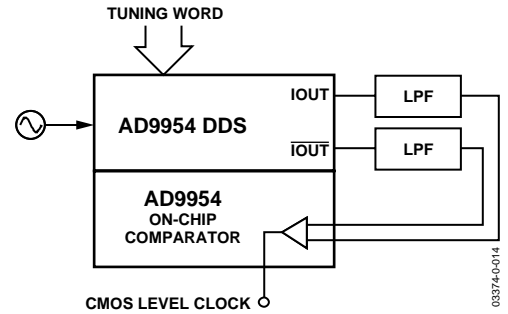 TUNING WORD
IOUT
LPF
AD9954 DDS
IOUT
LPF
AD9954
ON-CHIP
COMPARATOR
CMOS LEVEL CLOCK
03374-0-014